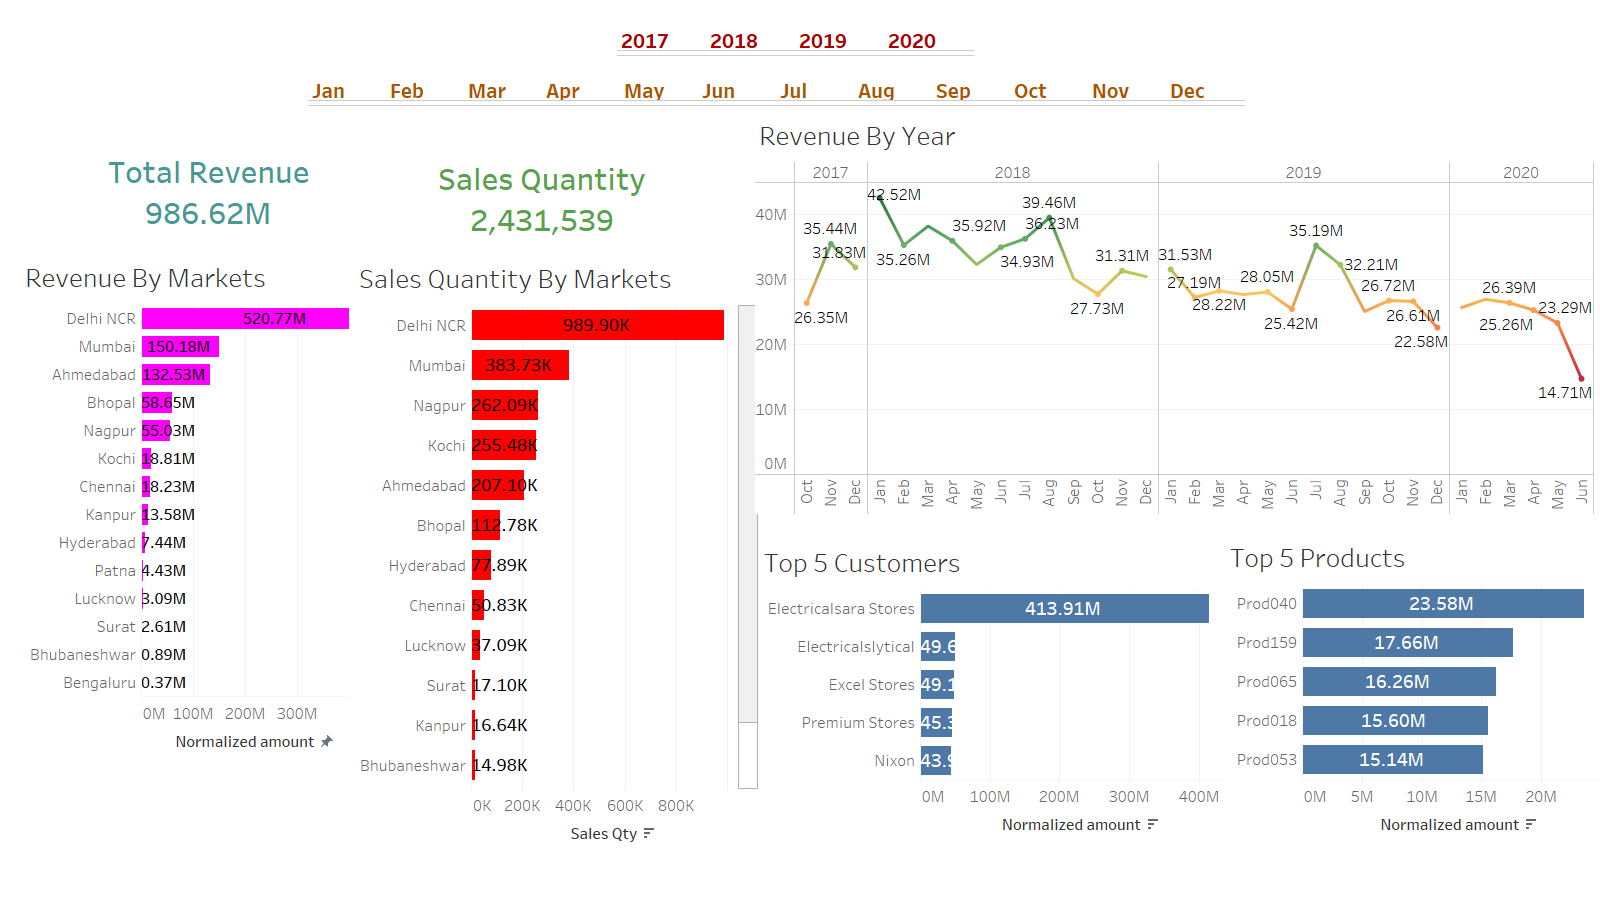 2017 2018 2019 2020
Jan Feb Mar Apr May Jun Jul Aug Sep Oct Nov Dec
Total Revenue
986.62M
Sales Quantity
2,431,539
Revenue By Markets
Delhi NCR 520.77M
Mumbai 150.18M
Ahmedabad 132.53M
Bhopal 58.65M
Nagpur 55.03M
Kochi 18.81M
Chennai 18.23M
Kanpur 13.58M
Hyderabad 7.44M
Patna 4.43M
Lucknow 3.09M
Surat 2.61M
Bhubaneshwar 0.89M
Bengaluru 0.37M
0M 100M 200M 300M
Normalized amount
Sales Quantity By Markets
Delhi NCR 989.90K
Mumbai 383.73K
Nagpur 262.09K
Kochi 255.48K
Ahmedabad 207.10K
Bhopal 112.78K
Hyderabad 77.89K
Chennai 50.83K
Lucknow 37.09K
Surat 17.10K
Kanpur 16.64K
Bhubaneshwar 14.98K
0K 200K 400K 600K 800K
Sales Qty
Revenue By Year
2017 2018 2019 2020
40M
30M
20M
10M
0M
26.35M 35.44M 31.83M 42.52M 35.26M 35.92M 34.93M 36.23M 39.46M 27.73M 31.31M 31.53M 27.19M 28.22M 28.05M 25.42M 35.19M 32.21M 26.72M 26.61M 22.58M 26.39M 25.26M 23.29M 14.71M
Oct Nov Dec Jan Feb Mar Apr May Jun Jul Aug Sep Oct Nov Dec Jan Feb Mar Apr May Jun Jul Aug Sep Oct Nov Dec Jan Feb Mar Apr May Jun
Top 5 Customers
Electricalsara Stores 413.91M
Electricalslytical 49.6
Excel Stores 49.1
Premium Stores 45.3
Nixon 43.9
0M 100M 200M 300M 400M
Normalized amount
Top 5 Products
Prod040 23.58M
Prod159 17.66M
Prod065 16.26M
Prod018 15.60M
Prod053 15.14M
0M 5M 10M 15M 20M
Normalized amount